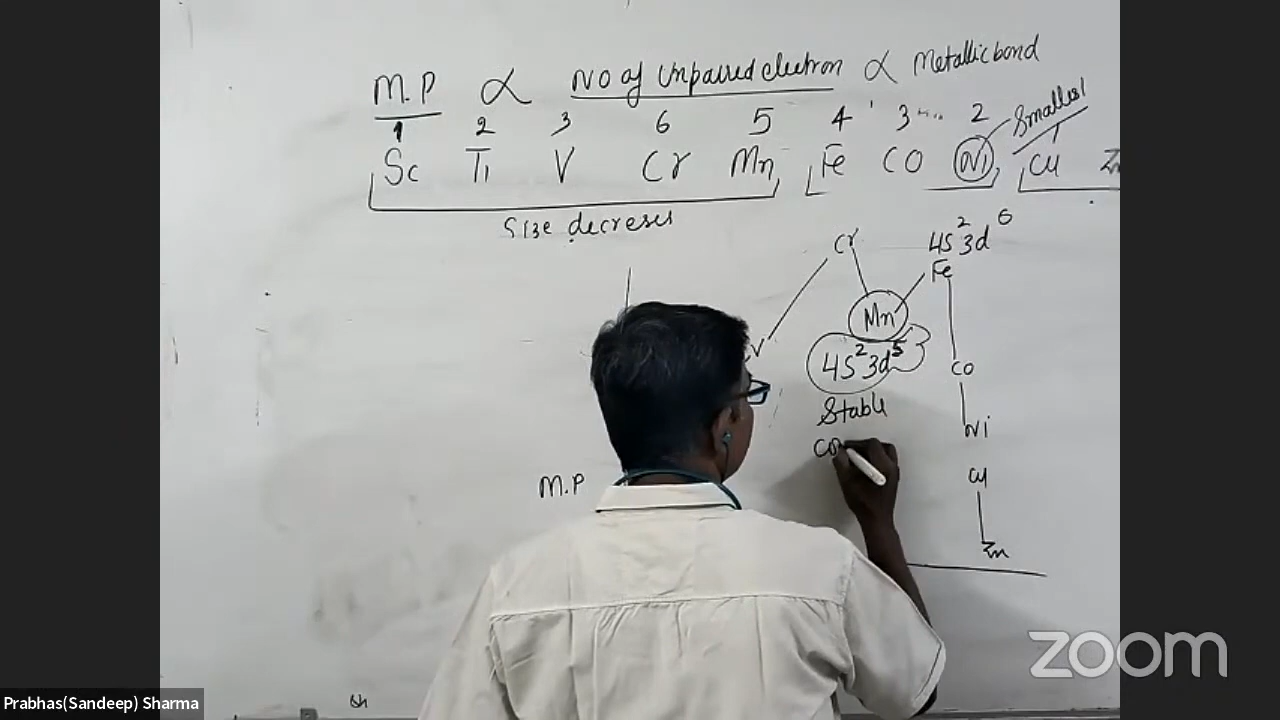 M.P ∝ NO of Unpaired electron ∝ Metallic bond
1 2 3 6 5 4 3 .... 2 Smallest
Sc Ti V Cr Mn Fe CO Ni Cu
Size decreses
Cr 4S² 3d⁶
Fe
Mn
V 4S² 3d⁵ Co
Stable
CO Ni
M.P Cu
Zn
zoom
Prabhas(Sandeep) Sharma